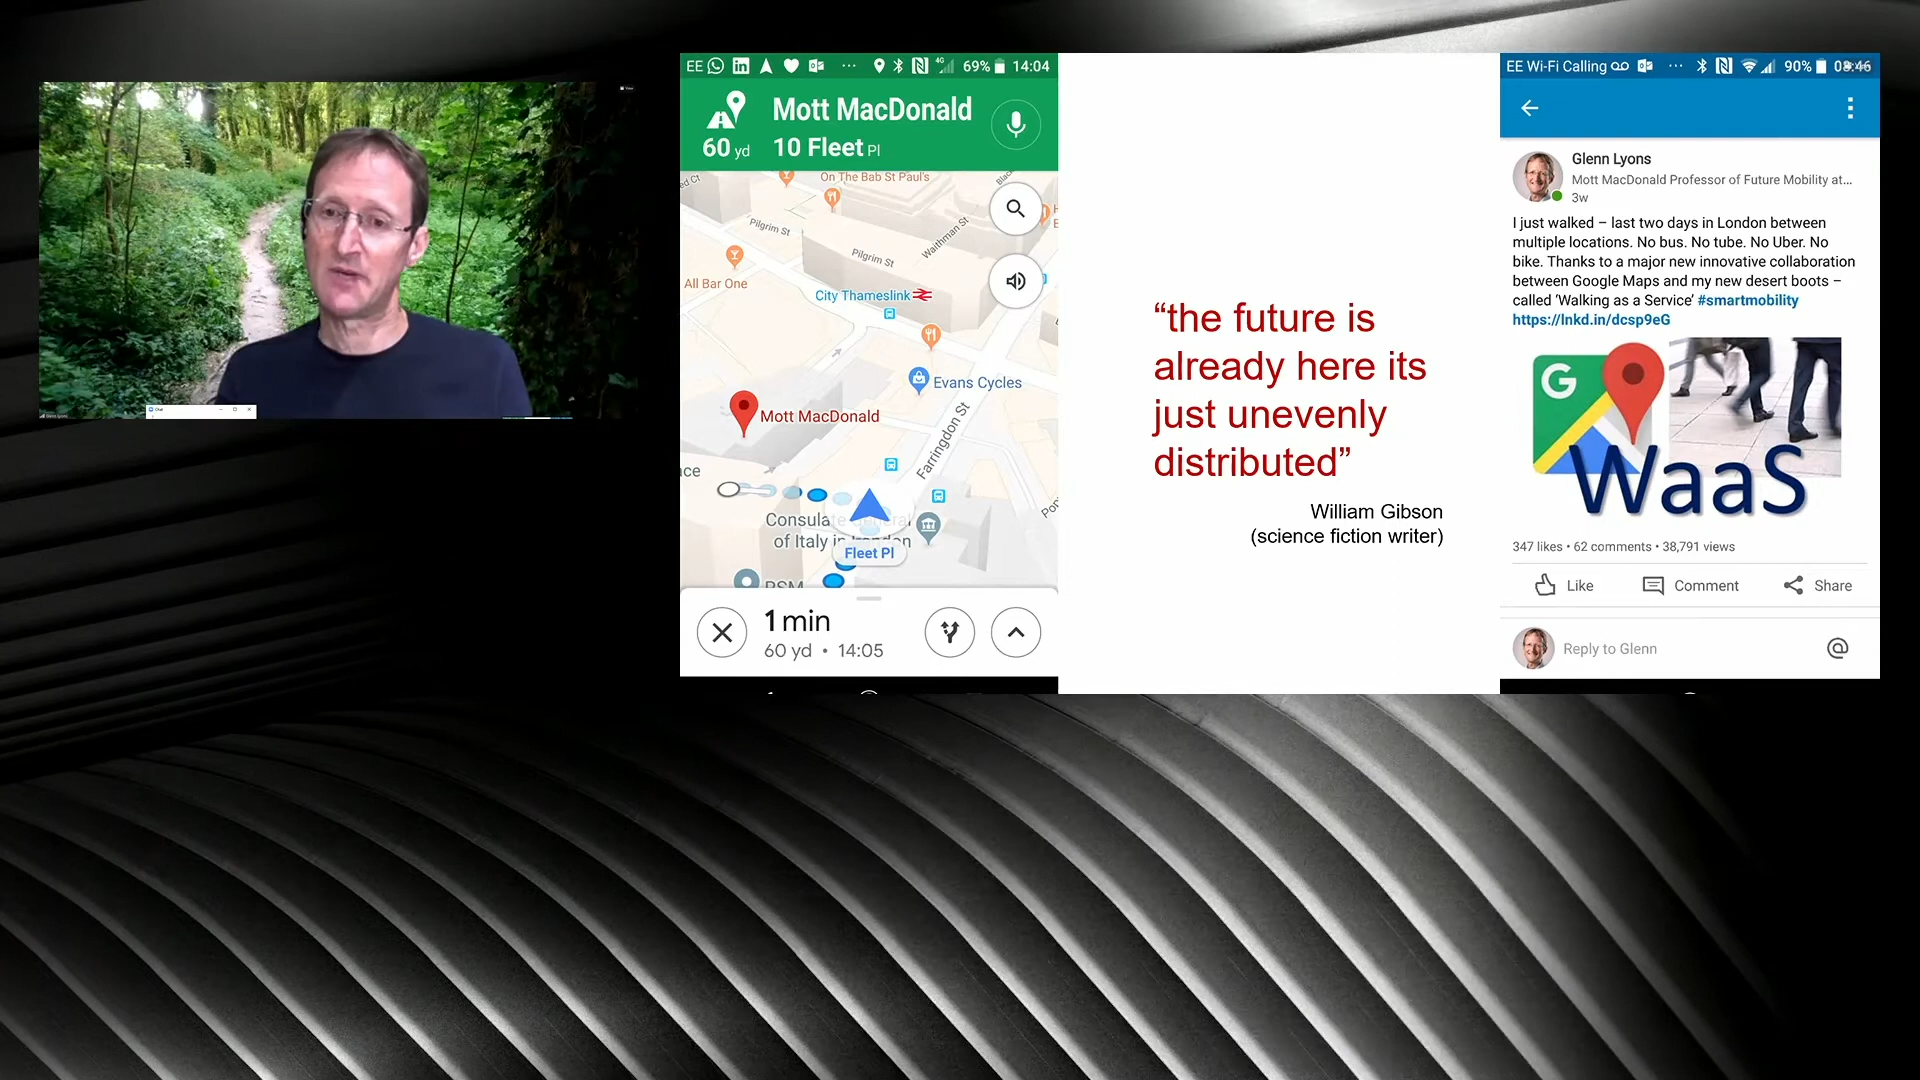 EE 69% 14:04
Mott MacDonald
60 yd 10 Fleet Pl
On The Bab St Paul's
Pilgrim St
Waithman St
Pilgrim St
All Bar One
City Thameslink
Evans Cycles
Mott MacDonald
Farringdon St
Consulate General
of Italy in London
Fleet Pl
RSM
1 min
60 yd • 14:05
“the future is
already here its
just unevenly
distributed”
William Gibson
(science fiction writer)
EE Wi-Fi Calling 90% 08:46
Glenn Lyons
Mott MacDonald Professor of Future Mobility at...
3w
I just walked – last two days in London between
multiple locations. No bus. No tube. No Uber. No
bike. Thanks to a major new innovative collaboration
between Google Maps and my new desert boots –
called ‘Walking as a Service’ #smartmobility
https://lnkd.in/dcsp9eG
G
WaaS
347 likes • 62 comments • 38,791 views
Like Comment Share
Reply to Glenn @